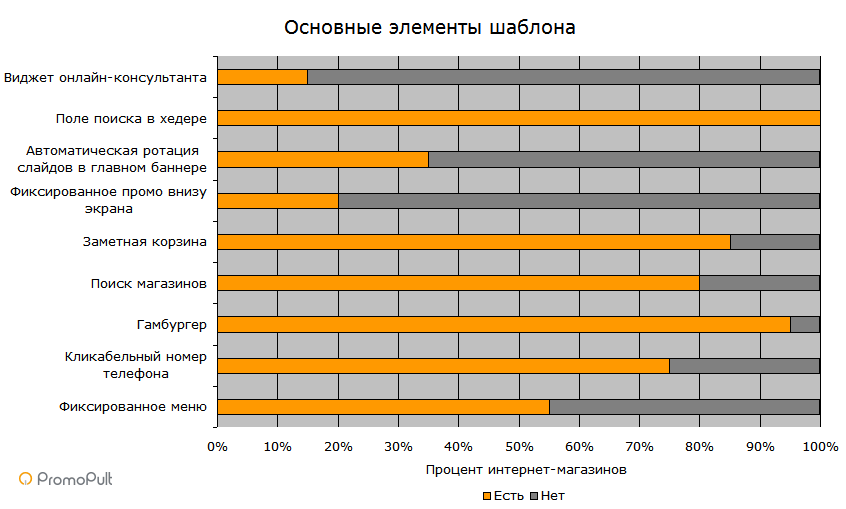 Основные элементы шаблона
Виджет онлайн-консультанта
Поле поиска в хедере
Автоматическая ротация
слайдов в главном баннере
Фиксированное промо внизу
экрана
Заметная корзина
Поиск магазинов
Гамбургер
Кликабельный номер
телефона
Фиксированное меню
0% 10% 20% 30% 40% 50% 60% 70% 80% 90% 100%
Процент интернет-магазинов
PromoPult
Есть Нет